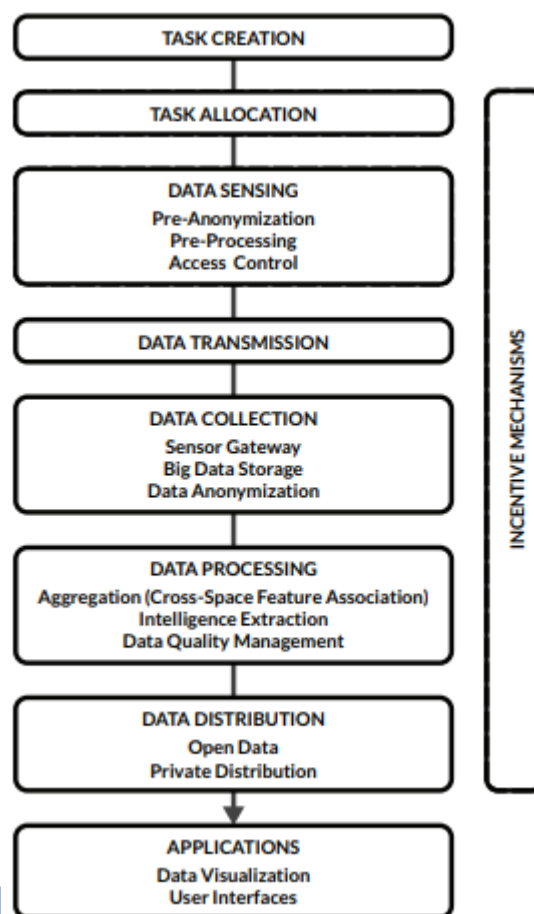 TASK CREATION
TASK ALLOCATION
DATA SENSING
Pre-Anonymization
Pre-Processing
Access Control
DATA TRANSMISSION
DATA COLLECTION
Sensor Gateway
Big Data Storage
Data Anonymization
DATA PROCESSING
Aggregation (Cross-Space Feature Association)
Intelligence Extraction
Data Quality Management
DATA DISTRIBUTION
Open Data
Private Distribution
APPLICATIONS
Data Visualization
User Interfaces
INCENTIVE MECHANISMS